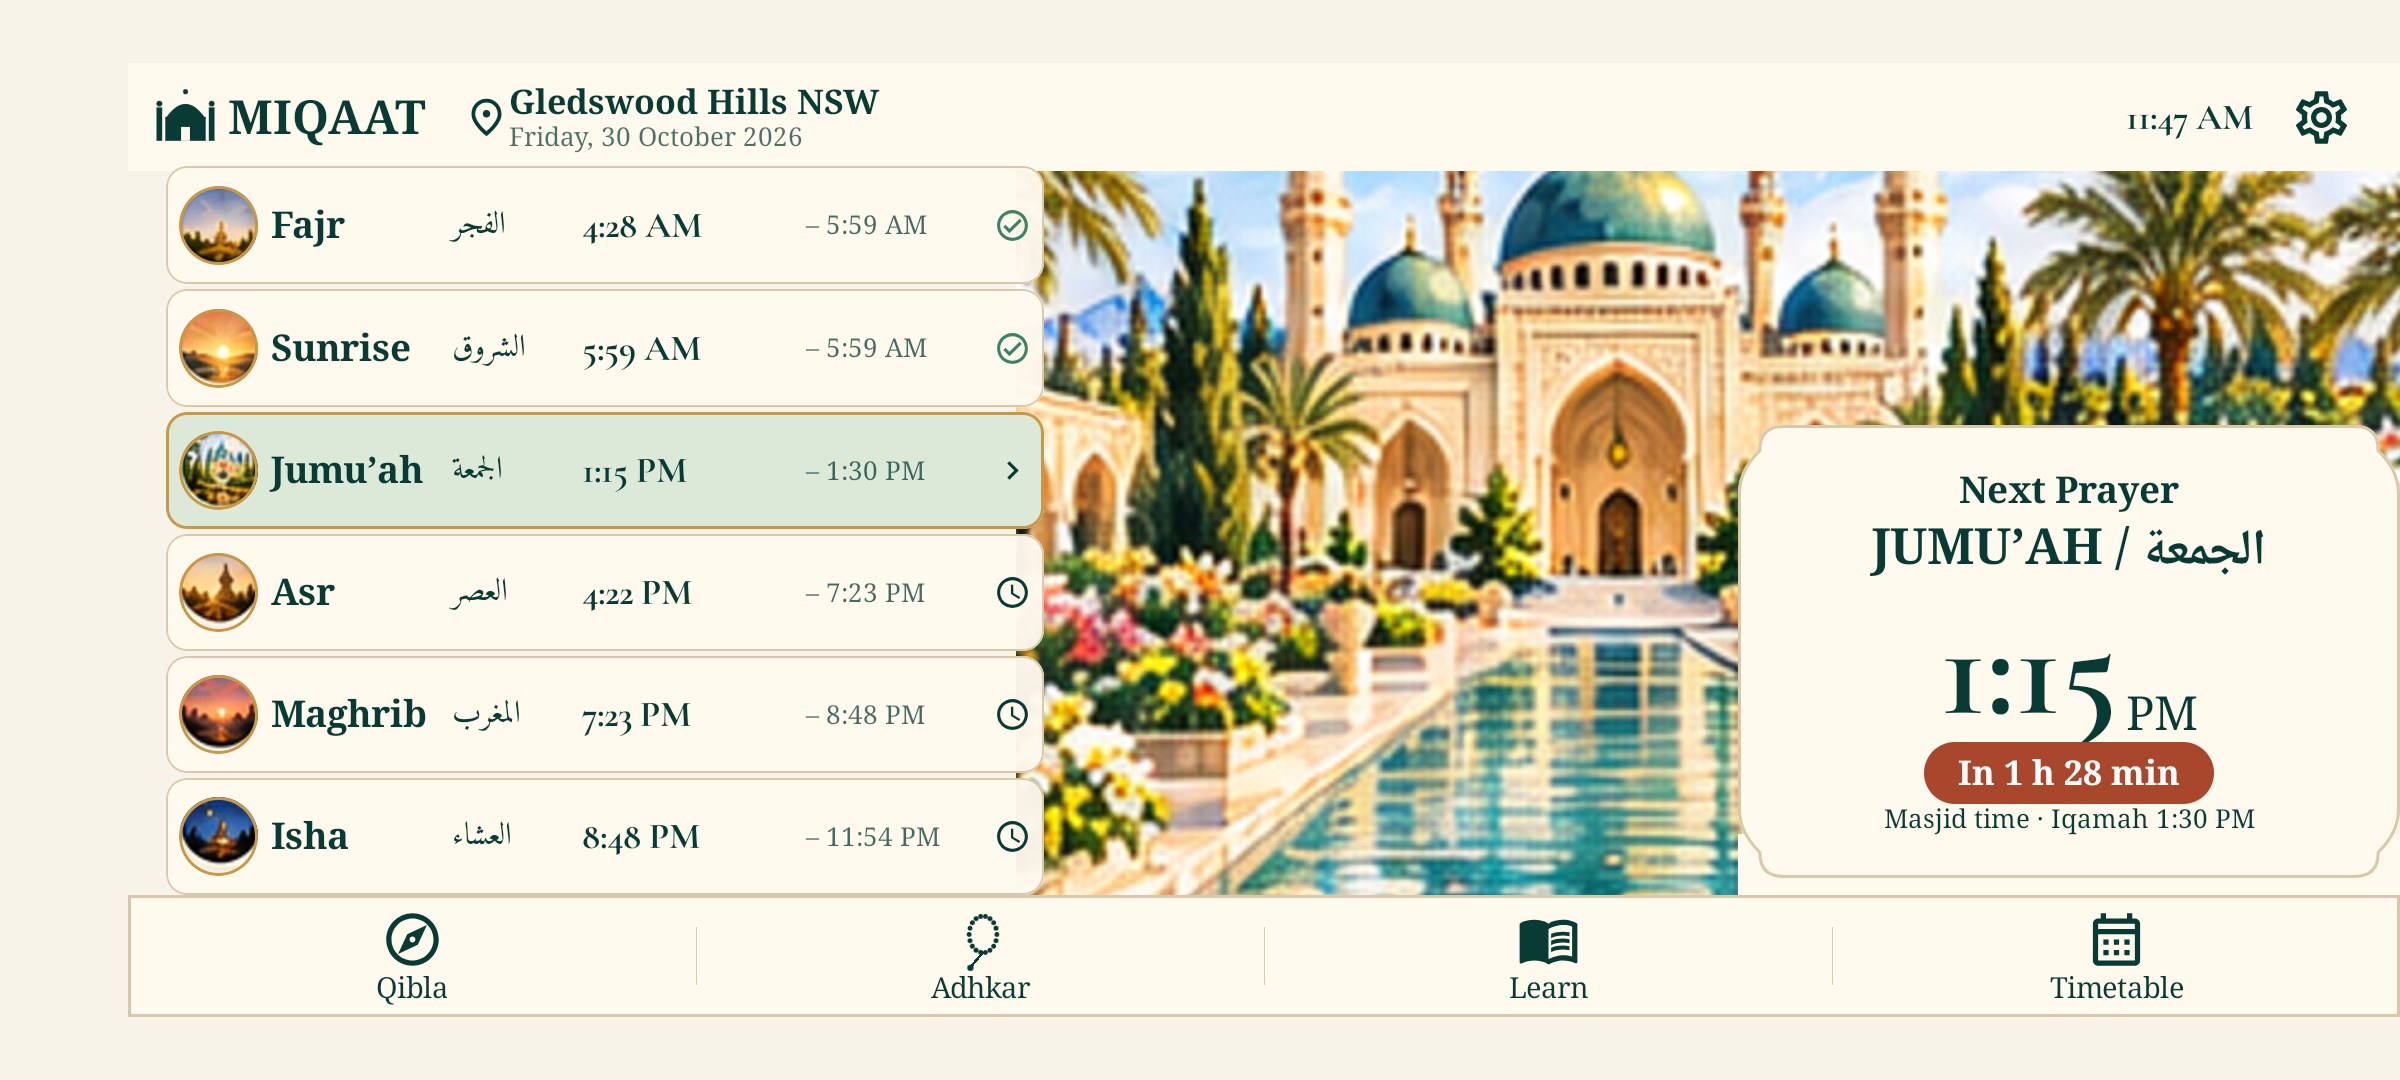 MIQAAT
Gledswood Hills NSW
Friday, 30 October 2026
11:47 AM
Fajr الفجر 4:28 AM – 5:59 AM
Sunrise الشروق 5:59 AM – 5:59 AM
Jumu’ah الجمعة 1:15 PM – 1:30 PM
Asr العصر 4:22 PM – 7:23 PM
Maghrib المغرب 7:23 PM – 8:48 PM
Isha العشاء 8:48 PM – 11:54 PM
Next Prayer
JUMU’AH / الجمعة
1:15 PM
In 1 h 28 min
Masjid time · Iqamah 1:30 PM
Qibla
Adhkar
Learn
Timetable